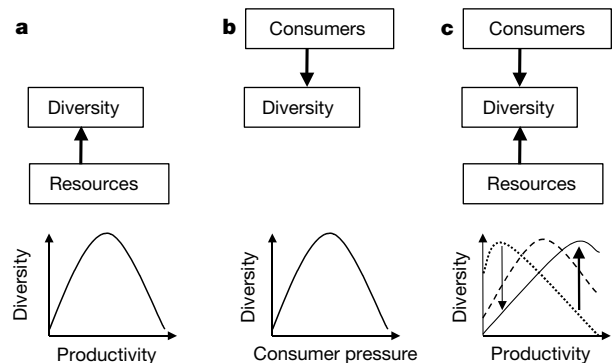 a
Diversity
Resources
Diversity
Productivity
b
Consumers
Diversity
Diversity
Consumer pressure
c
Consumers
Diversity
Resources
Diversity
Productivity